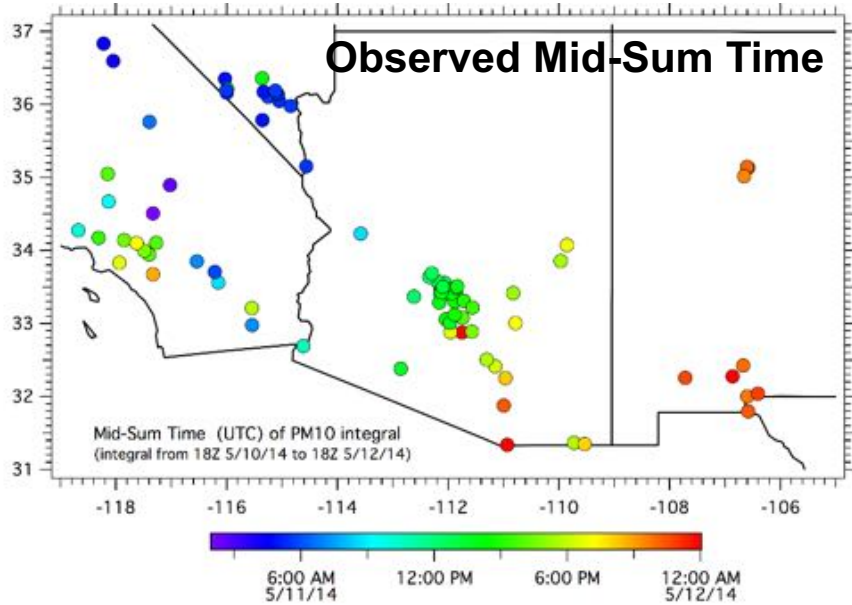 Observed Mid-Sum Time
37
36
35
34
33
32
31
Mid-Sum Time (UTC) of PM10 integral
(integral from 18Z 5/10/14 to 18Z 5/12/14)
-118 -116 -114 -112 -110 -108 -106
6:00 AM 12:00 PM 6:00 PM 12:00 AM
5/11/14 5/12/14